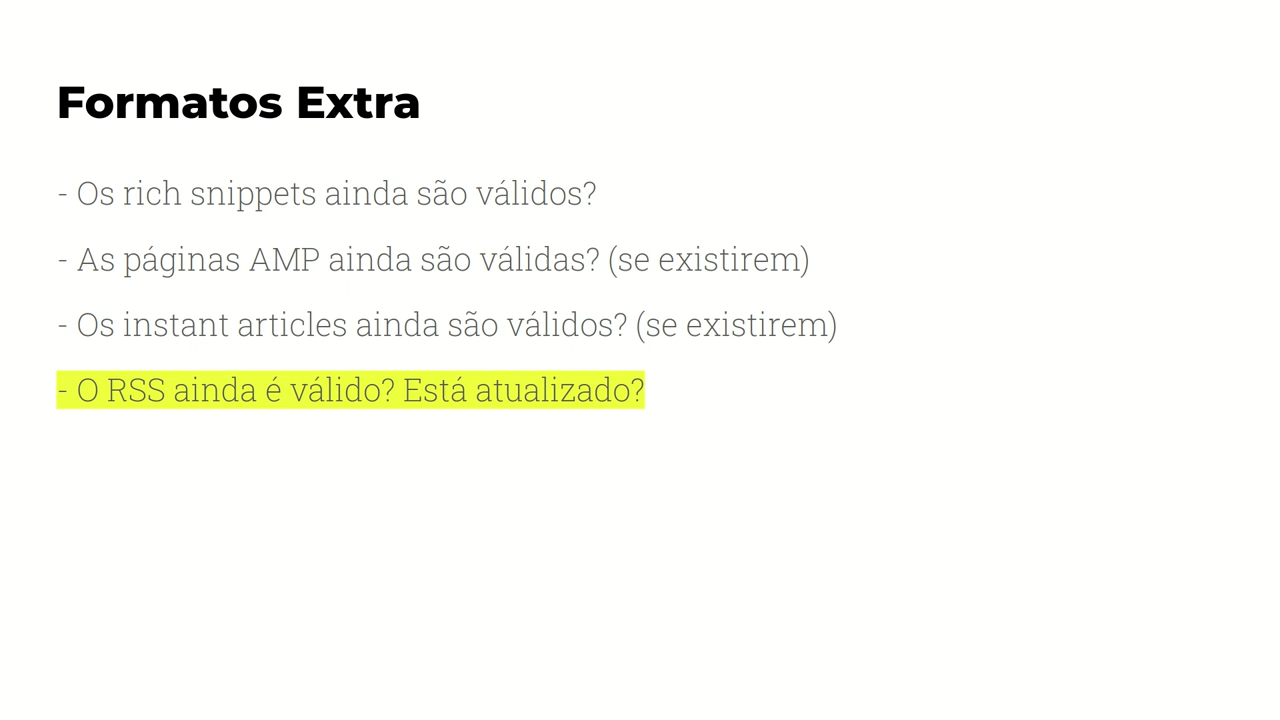 Formatos Extra
- Os rich snippets ainda são válidos?
- As páginas AMP ainda são válidas? (se existirem)
- Os instant articles ainda são válidos? (se existirem)
- O RSS ainda é válido? Está atualizado?